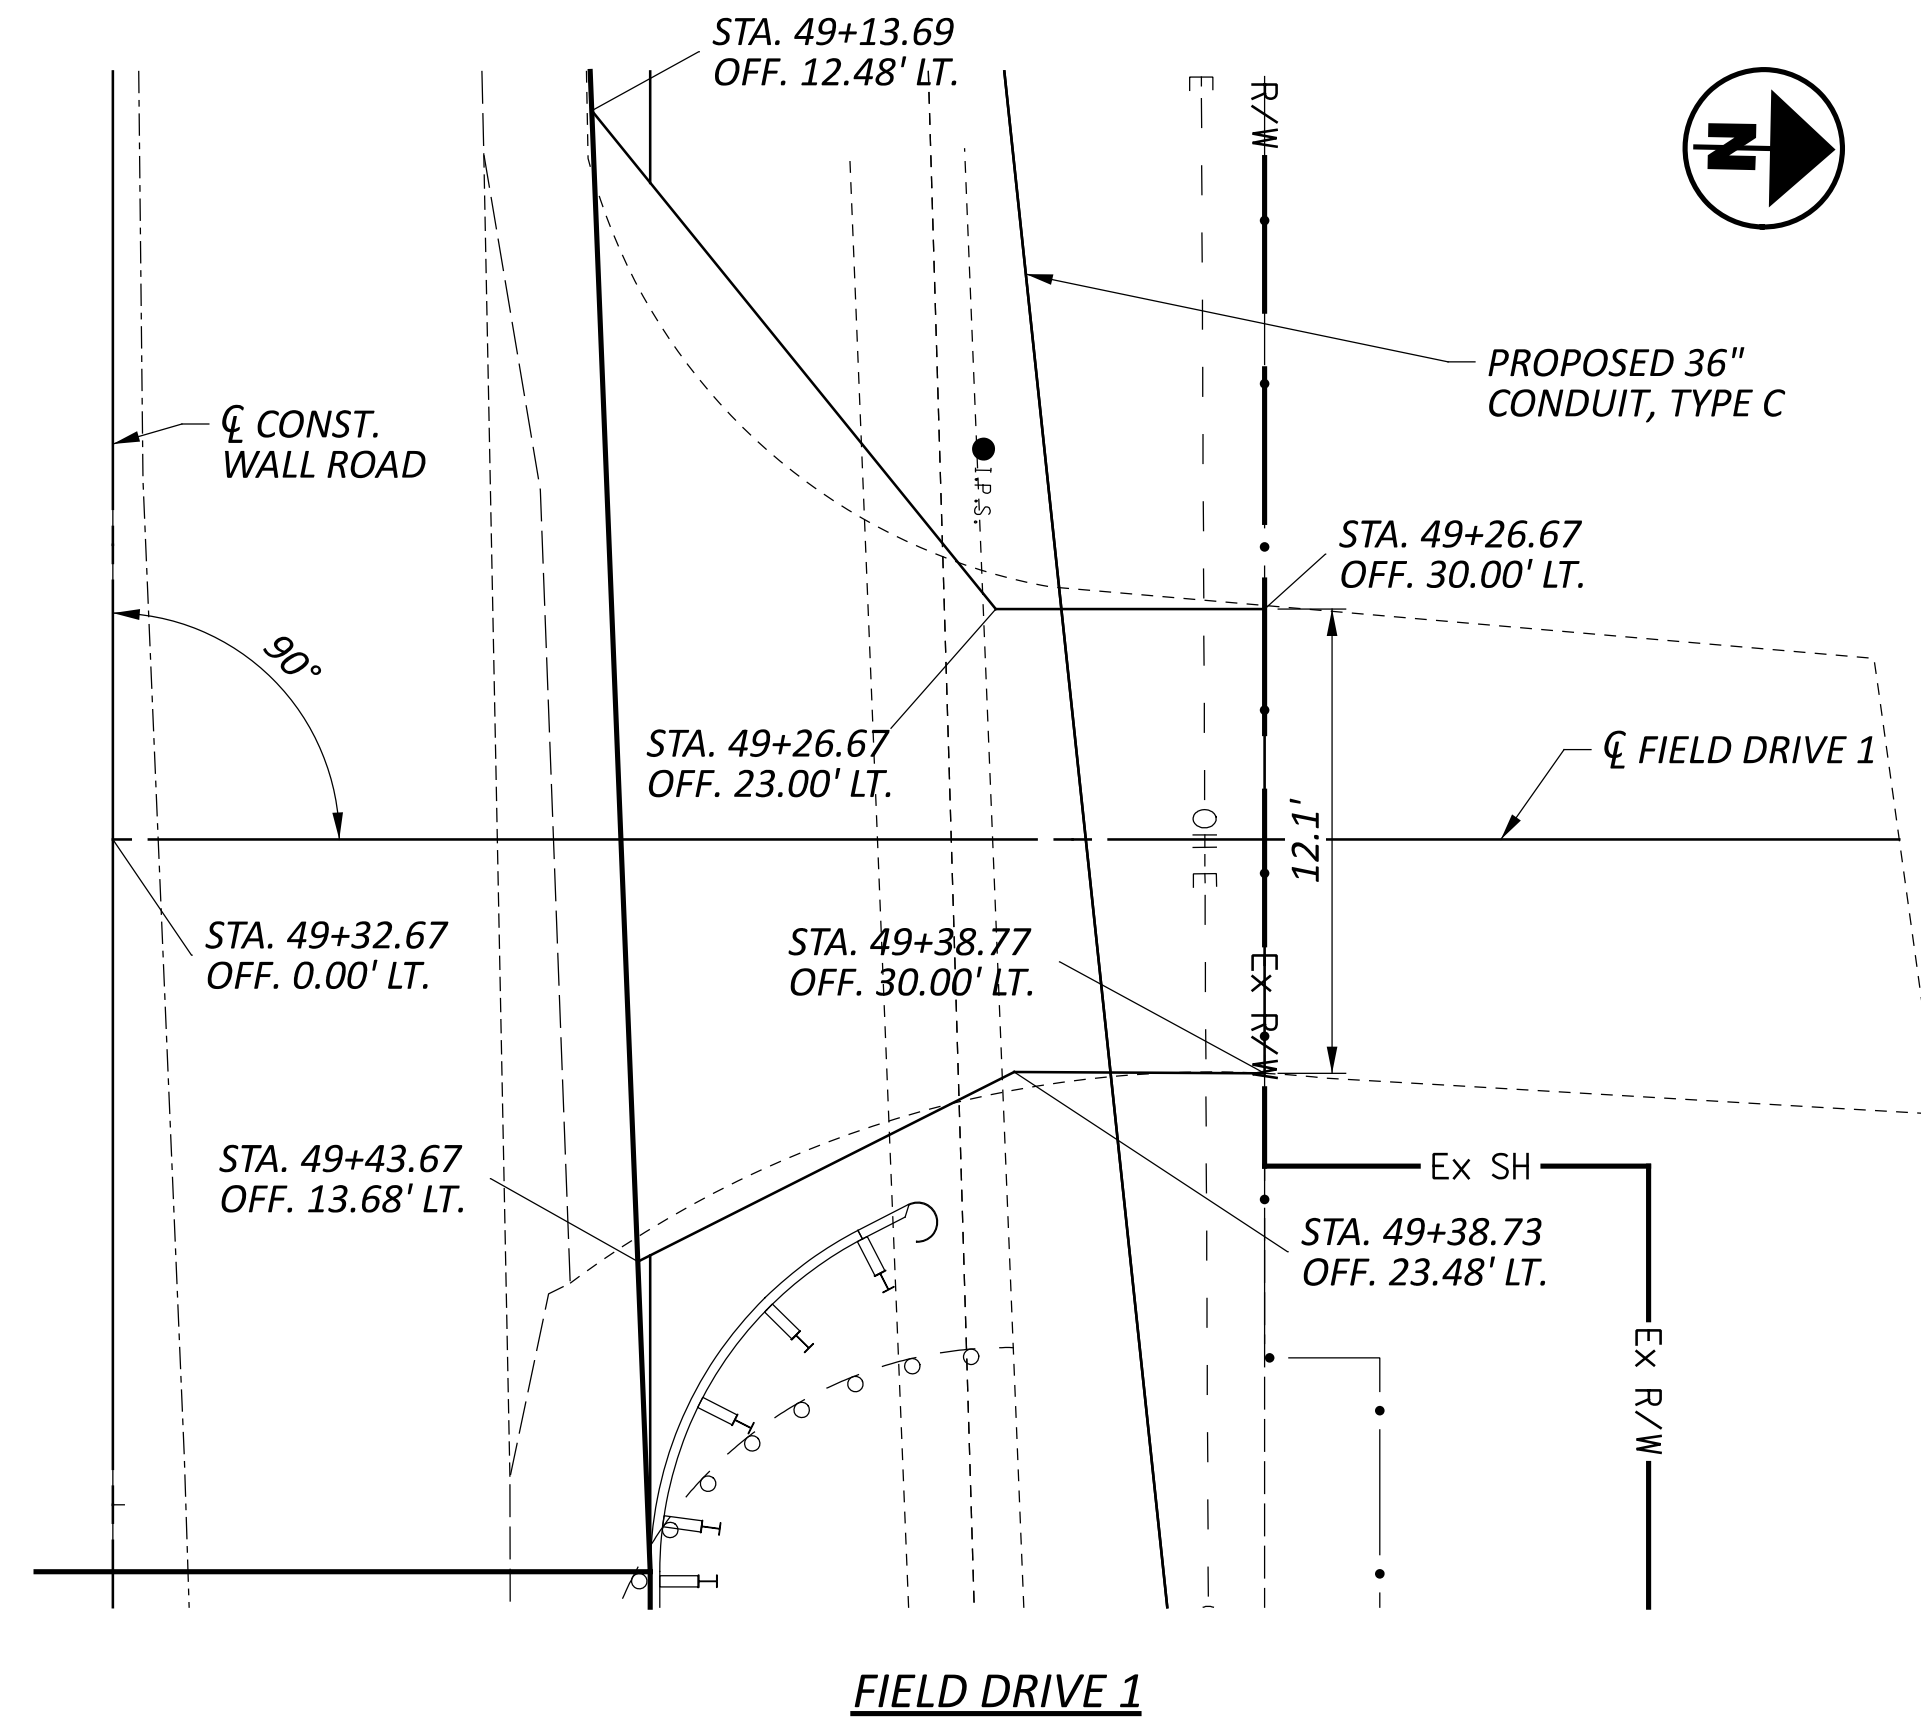 STA. 49+13.69
OFF. 12.48' LT.
E
R/W
N
PROPOSED 36"
CONDUIT, TYPE C
℄ CONST.
WALL ROAD
I.P.S.
STA. 49+26.67
OFF. 30.00' LT.
90°
STA. 49+26.67
OFF. 23.00' LT.
℄ FIELD DRIVE 1
OHE
12.1'
STA. 49+32.67
OFF. 0.00' LT.
STA. 49+38.77
OFF. 30.00' LT.
Ex R/W
STA. 49+43.67
OFF. 13.68' LT.
Ex SH
STA. 49+38.73
OFF. 23.48' LT.
Ex R/W
FIELD DRIVE 1